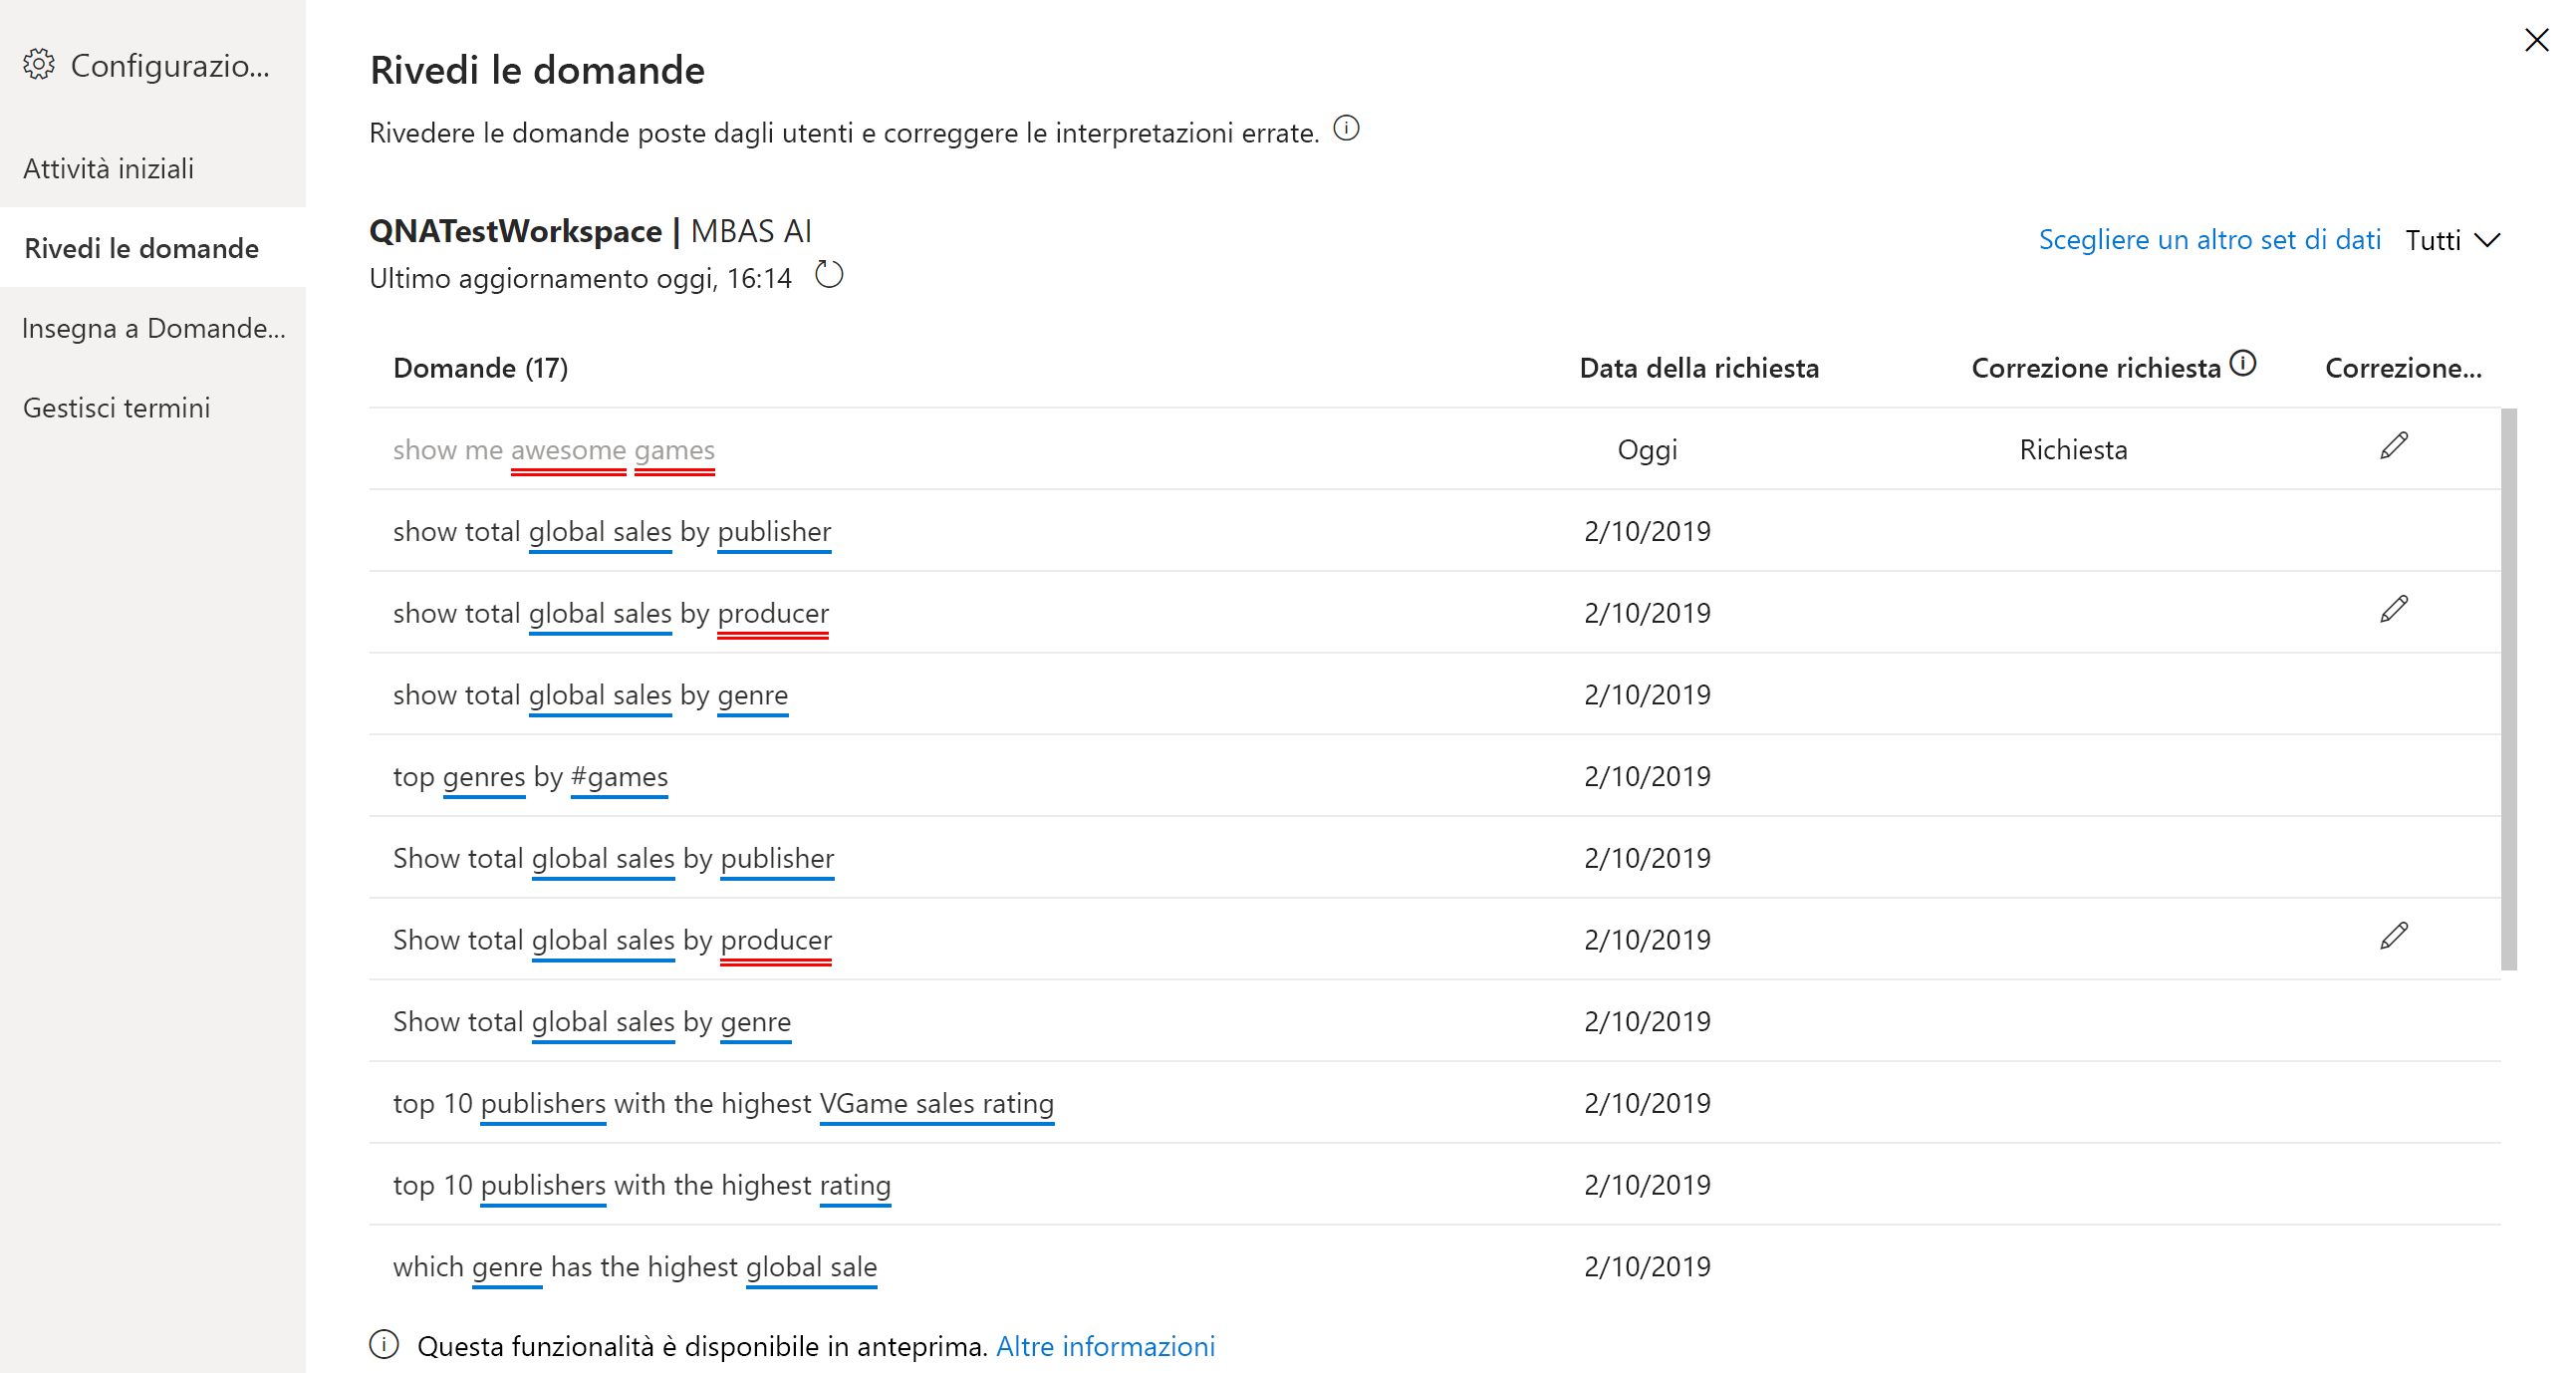 Configurazio...
Attività iniziali
Rivedi le domande
Insegna a Domande...
Gestisci termini
Rivedi le domande
Rivedere le domande poste dagli utenti e correggere le interpretazioni errate.
QNATestWorkspace | MBAS AI
Ultimo aggiornamento oggi, 16:14
Scegliere un altro set di dati Tutti
Domande (17) Data della richiesta Correzione richiesta Correzione...
show me awesome games Oggi Richiesta
show total global sales by publisher 2/10/2019
show total global sales by producer 2/10/2019
show total global sales by genre 2/10/2019
top genres by #games 2/10/2019
Show total global sales by publisher 2/10/2019
Show total global sales by producer 2/10/2019
Show total global sales by genre 2/10/2019
top 10 publishers with the highest VGame sales rating 2/10/2019
top 10 publishers with the highest rating 2/10/2019
which genre has the highest global sale 2/10/2019
Questa funzionalità è disponibile in anteprima. Altre informazioni